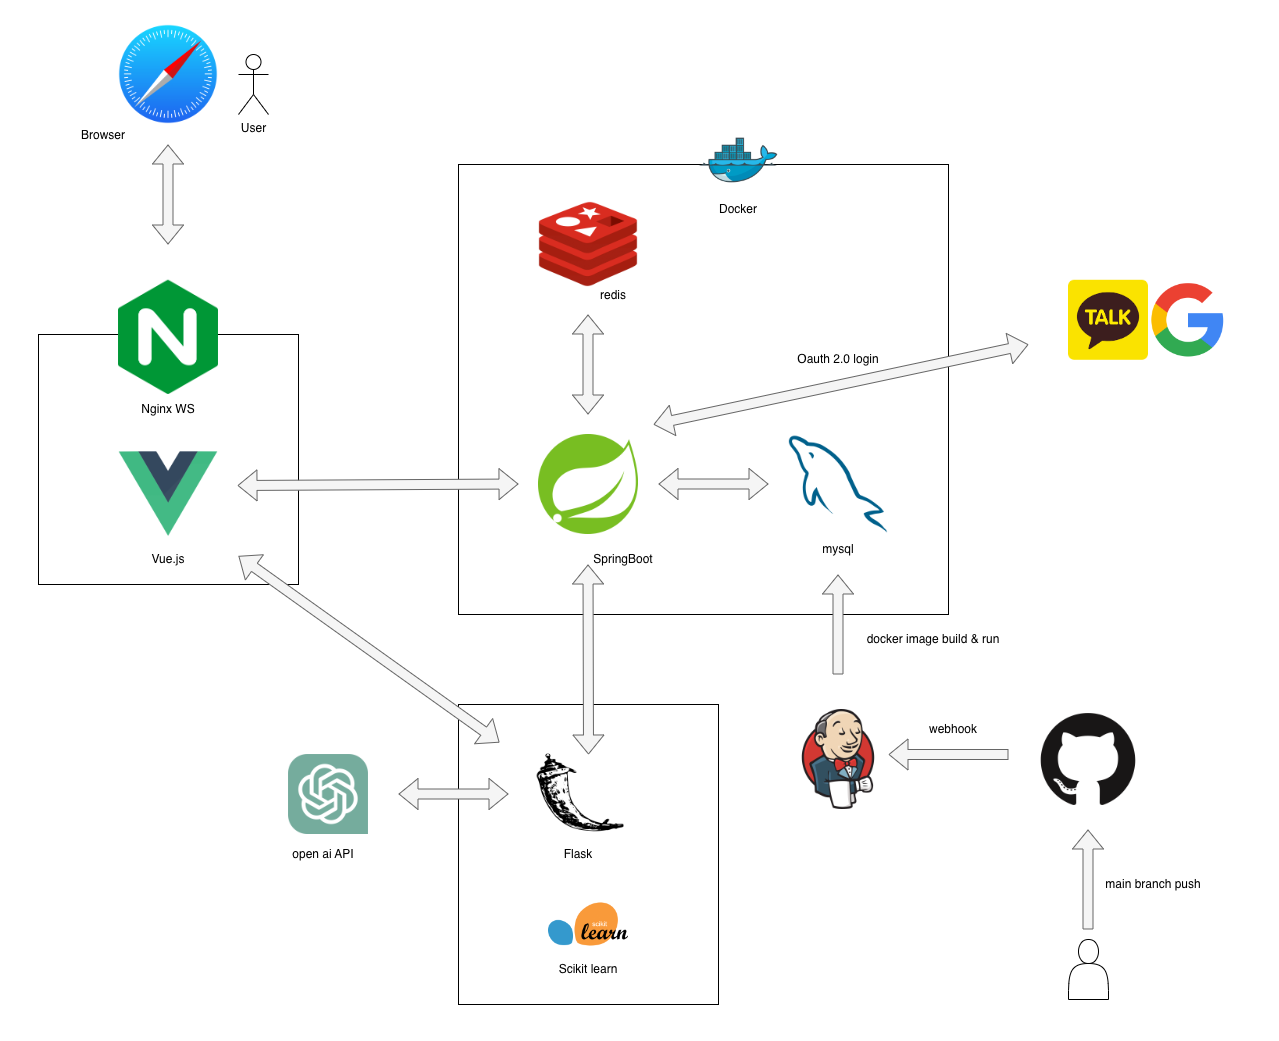 Browser
User
Docker
redis
TALK
Oauth 2.0 login
Nginx WS
Vue.js
SpringBoot
mysql
docker image build & run
webhook
open ai API
Flask
main branch push
scikit
learn
Scikit learn